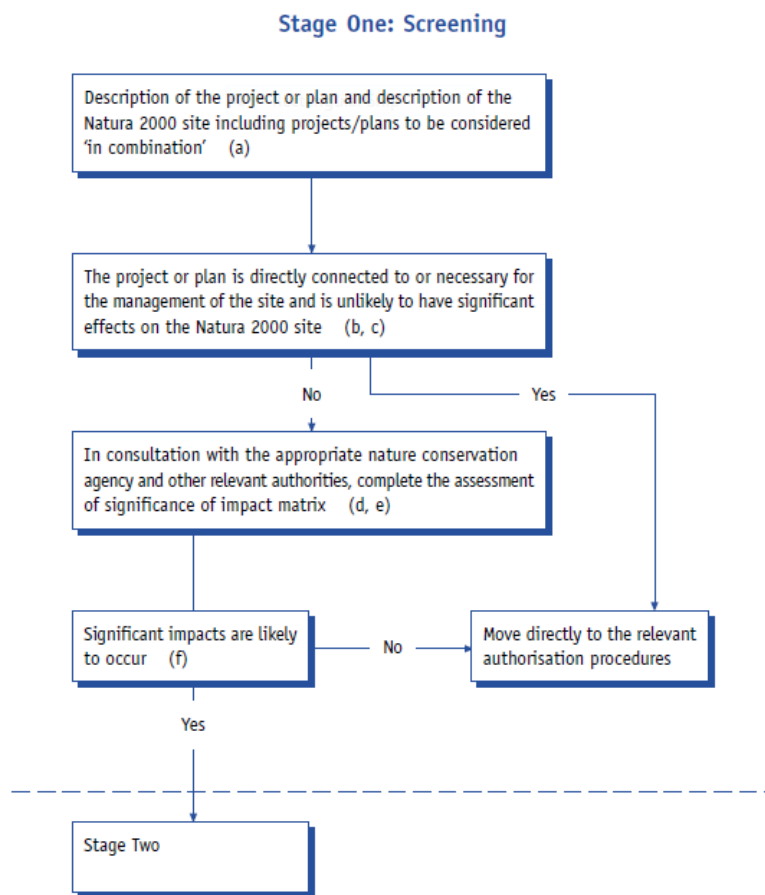 Stage One: Screening
Description of the project or plan and description of the
Natura 2000 site including projects/plans to be considered
‘in combination’ (a)
The project or plan is directly connected to or necessary for
the management of the site and is unlikely to have significant
effects on the Natura 2000 site (b, c)
No
Yes
In consultation with the appropriate nature conservation
agency and other relevant authorities, complete the assessment
of significance of impact matrix (d, e)
Significant impacts are likely
to occur (f)
No
Move directly to the relevant
authorisation procedures
Yes
Stage Two